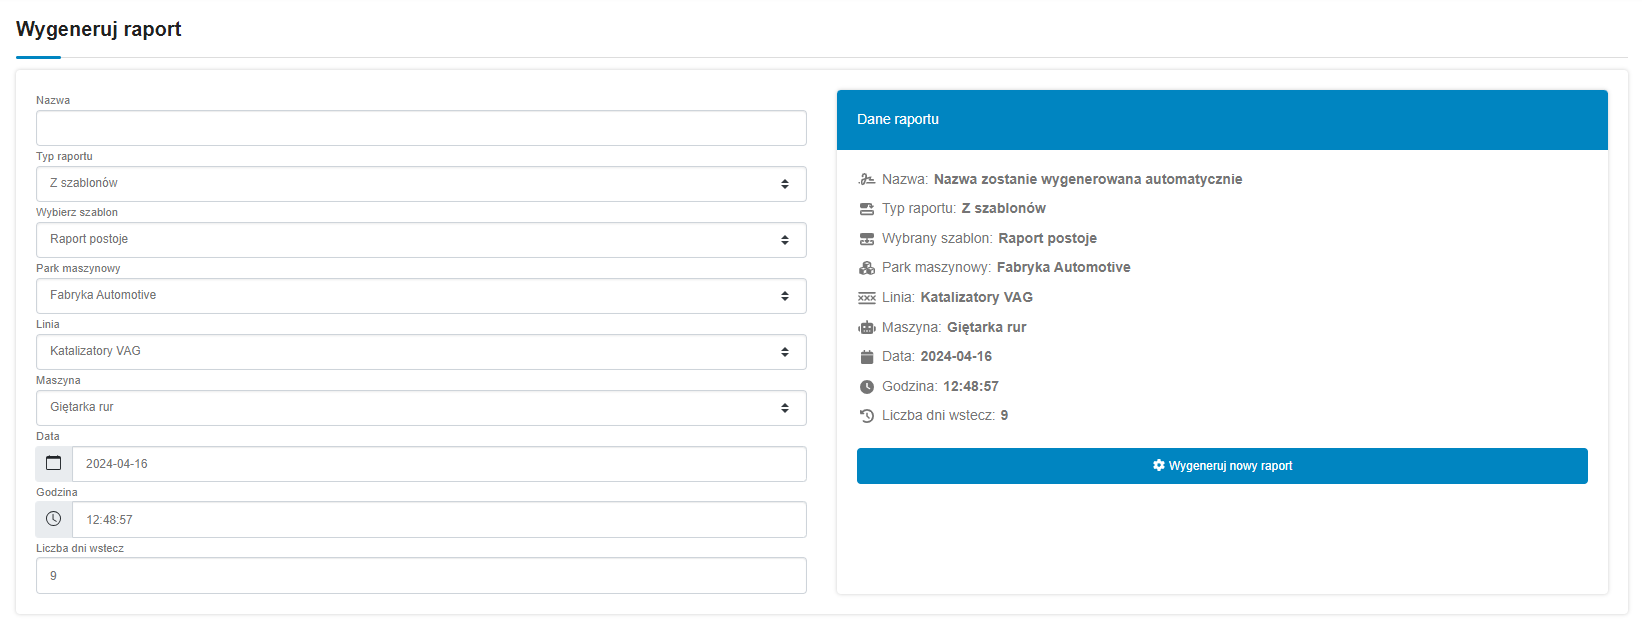 Wygeneruj raport
Nazwa
Typ raportu
Z szablonów
Wybierz szablon
Raport postoje
Park maszynowy
Fabryka Automotive
Linia
Katalizatory VAG
Maszyna
Giętarka rur
Data
2024-04-16
Godzina
12:48:57
Liczba dni wstecz
9
Dane raportu
Nazwa: Nazwa zostanie wygenerowana automatycznie
Typ raportu: Z szablonów
Wybrany szablon: Raport postoje
Park maszynowy: Fabryka Automotive
Linia: Katalizatory VAG
Maszyna: Giętarka rur
Data: 2024-04-16
Godzina: 12:48:57
Liczba dni wstecz: 9
Wygeneruj nowy raport